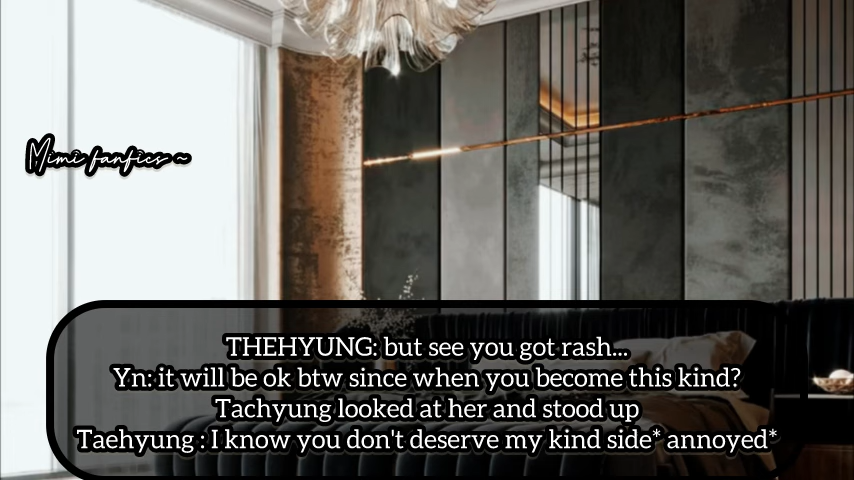 Mimi fanfics ~
THEHYUNG: but see you got rash...
Yn: it will be ok btw since when you become this kind?
Tachyung looked at her and stood up
Taehyung : I know you don't deserve my kind side* annoyed*